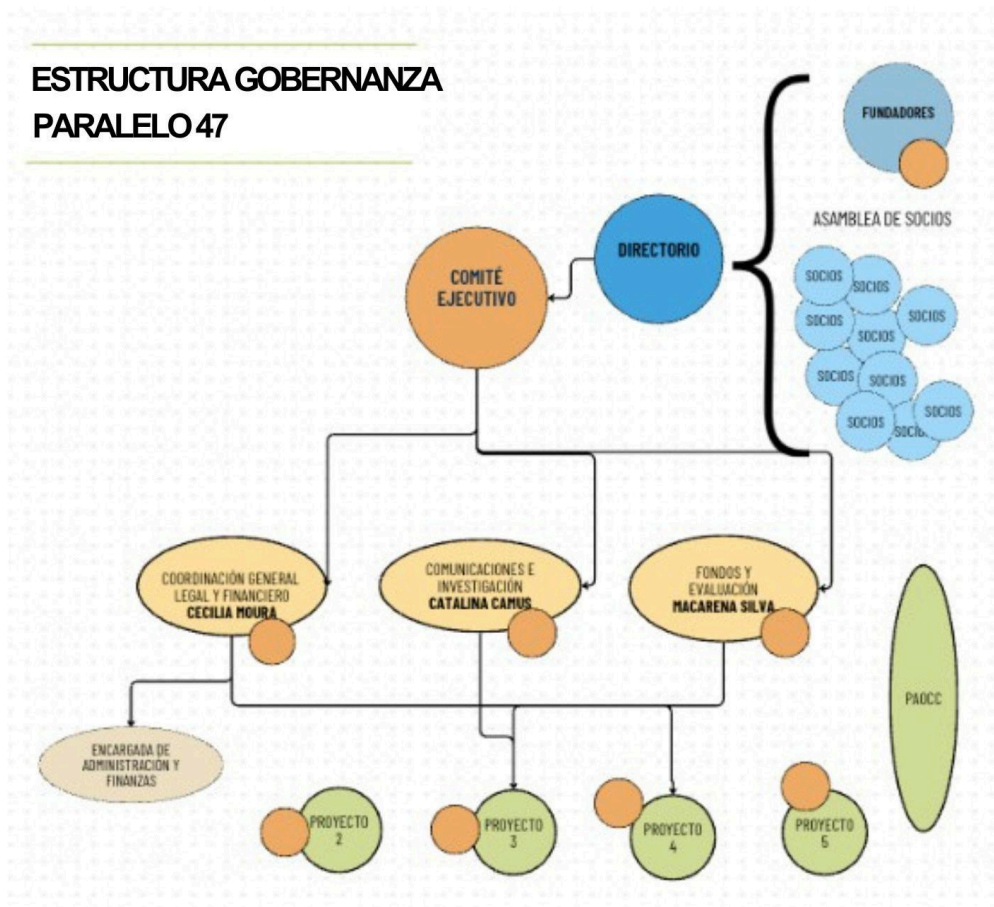 ESTRUCTURA GOBERNANZA
PARALELO 47
FUNDADORES
ASAMBLEA DE SOCIOS
DIRECTORIO
COMITÉ
EJECUTIVO
SOCIOS
SOCIOS
SOCIOS
SOCIOS
SOCIOS
SOCIOS
SOCIOS
SOCIOS
SOCIOS
COORDINACIÓN GENERAL
LEGAL Y FINANCIERO
CECILIA MOURA
COMUNICACIONES E
INVESTIGACIÓN
CATALINA CAMUS
FONDOS Y
EVALUACIÓN
MACARENA SILVA
PAOCC
ENCARGADA DE
ADMINISTRACIÓN Y
FINANZAS
PROYECTO
2
PROYECTO
3
PROYECTO
4
PROYECTO
5